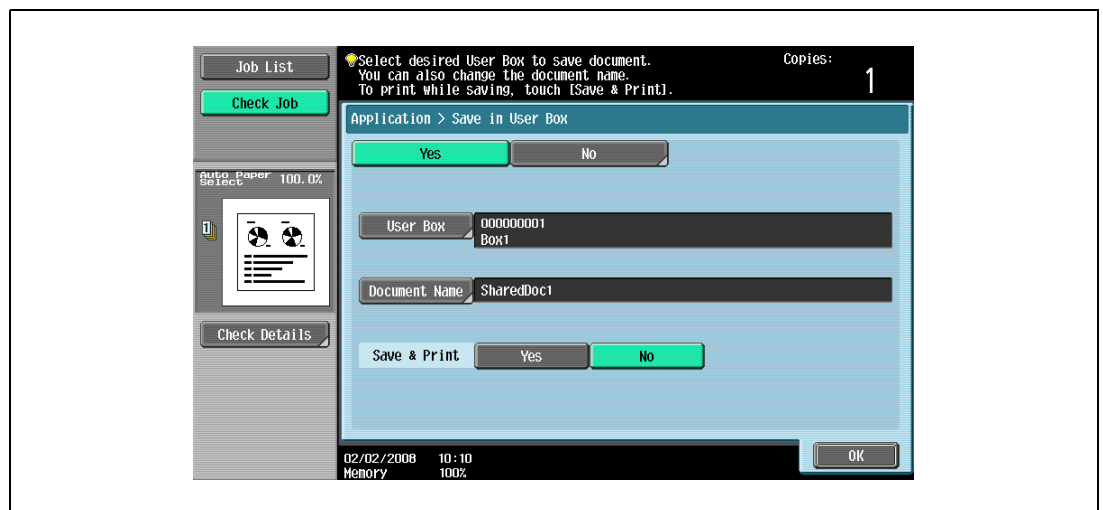 Job List
Check Job
Select desired User Box to save document.
You can also change the document name.
To print while saving, touch [Save & Print].
Copies:
1
Application > Save in User Box
Yes
No
Auto Paper Select
100.0%
1
User Box
000000001
Box1
Document Name
SharedDoc1
Check Details
Save & Print
Yes
No
02/02/2008 10:10
Memory 100%
OK